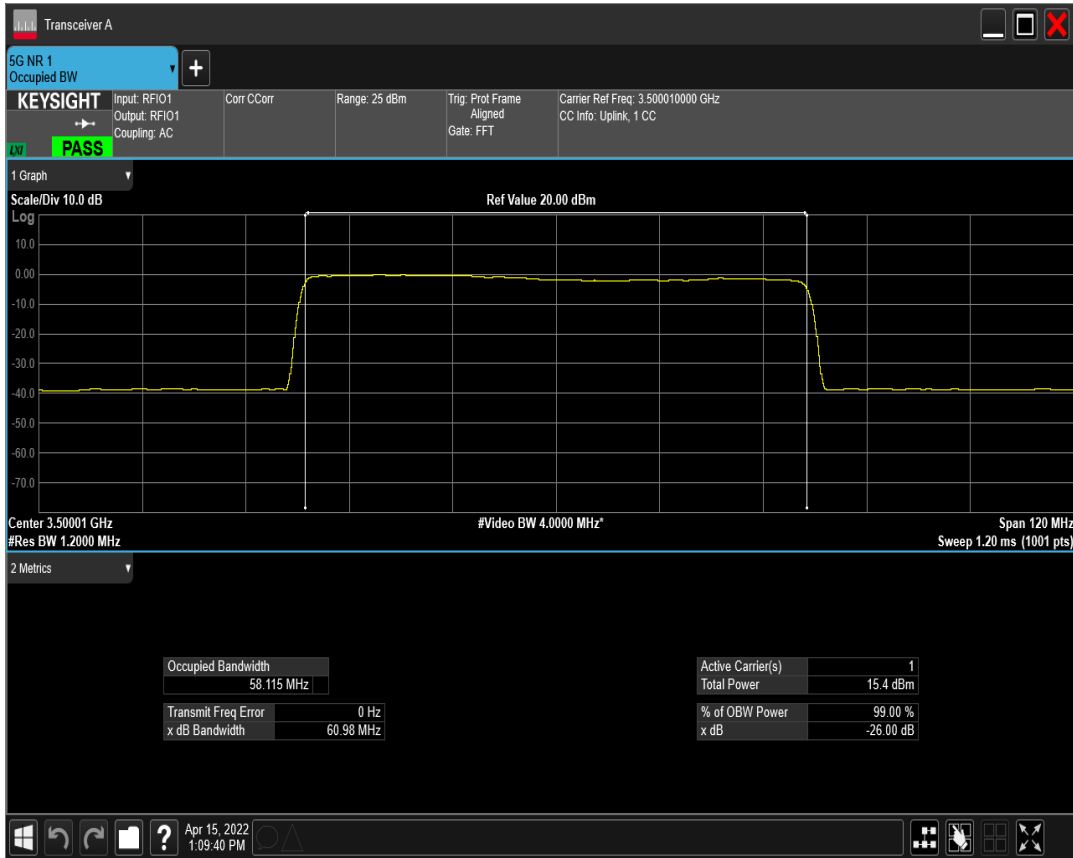 Transceiver A
5G NR 1
Occupied BW
KEYSIGHT
LXI
PASS
Input: RFIO1
Output: RFIO1
Coupling: AC
Corr CCorr
Range: 25 dBm
Trig: Prot Frame
Aligned
Gate: FFT
Carrier Ref Freq: 3.500010000 GHz
CC Info: Uplink, 1 CC
1 Graph
Scale/Div 10.0 dB
Ref Value 20.00 dBm
Log
10.0
0.00
-10.0
-20.0
-30.0
-40.0
-50.0
-60.0
-70.0
Center 3.50001 GHz
#Video BW 4.0000 MHz*
Span 120 MHz
#Res BW 1.2000 MHz
Sweep 1.20 ms (1001 pts)
2 Metrics
Occupied Bandwidth
58.115 MHz
Transmit Freq Error 0 Hz
x dB Bandwidth 60.98 MHz
Active Carrier(s) 1
Total Power 15.4 dBm
% of OBW Power 99.00 %
x dB -26.00 dB
?
Apr 15, 2022
1:09:40 PM